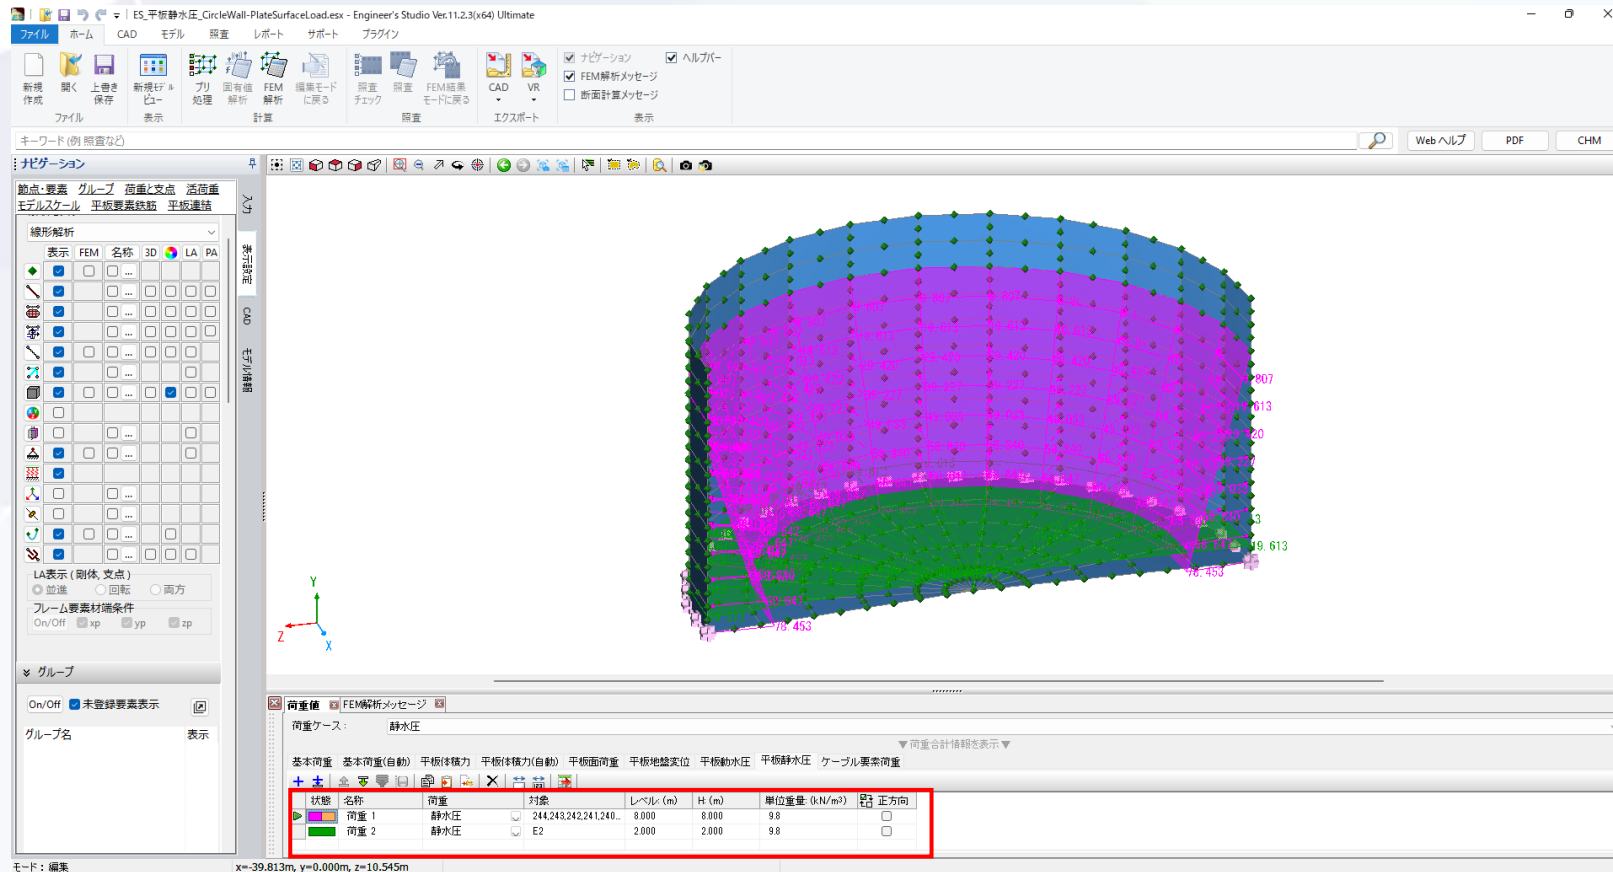 ES_平板静水圧_CircleWall-PlateSurfaceLoad.esx - Engineer's Studio Ver.11.2.3(x64) Ultimate
ファイル ホーム CAD モデル 照査 レポート サポート プラグイン
新規作成 開く 上書き保存 新規モデルビュー プリ処理 固有値解析 FEM解析 編集モードに戻る 照査チェック 照査 FEM結果モードに戻る CAD VR
ナビゲーション ヘルプバー
FEM解析メッセージ
断面計算メッセージ
ファイル 表示 計算 照査 エクスポート 表示
キーワード(例 照査など) Web ヘルプ PDF CHM
ナビゲーション
節点・要素 グループ 荷重と支点 活荷重
モデルスケール 平板要素鉄筋 平板連結
線形解析
表示 FEM 名称 3D LA PA
入力
表示設定
CAD
モデル情報
807
613
78.453
19.613
78.453
Y
Z
X
LA表示(剛体,支点)
並進 回転 両方
フレーム要素材端条件
On/Off xp yp zp
グループ
On/Off 未登録要素表示
グループ名 表示
荷重値 FEM解析メッセージ
荷重ケース: 静水圧
▼荷重合計情報を表示▼
基本荷重 基本荷重(自動) 平板体積力 平板体積力(自動) 平板面荷重 平板地盤変位 平板動水圧 平板静水圧 ケーブル要素荷重
状態 名称 荷重 対象 レベル: (m) H: (m) 単位重量: (kN/m³) 正方向
荷重 1 静水圧 244,243,242,241,240... 8.000 8.000 9.8
荷重 2 静水圧 E2 2.000 2.000 9.8
モード: 編集 x=-39.813m, y=0.000m, z=10.545m